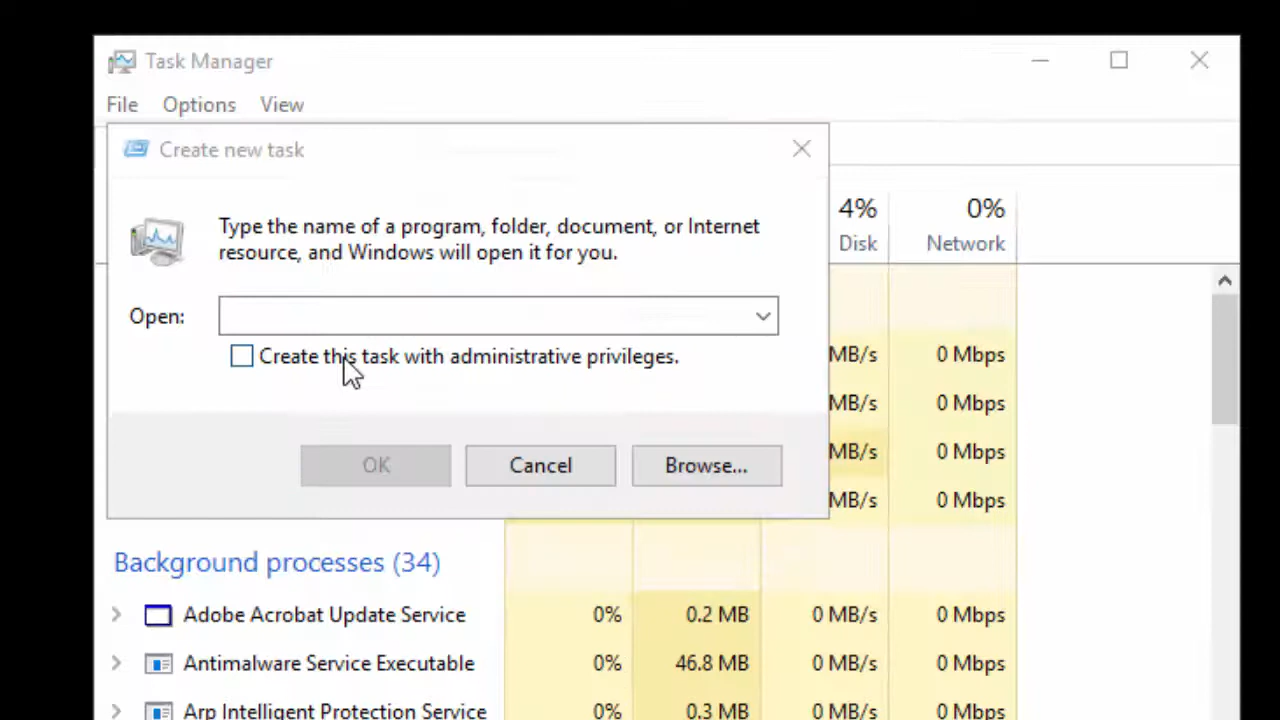 Task Manager
File Options View
Create new task
Type the name of a program, folder, document, or Internet
resource, and Windows will open it for you.
Open:
Create this task with administrative privileges.
OK Cancel Browse...
4% 0%
Disk Network
MB/s 0 Mbps
MB/s 0 Mbps
MB/s 0 Mbps
MB/s 0 Mbps
Background processes (34)
Adobe Acrobat Update Service 0% 0.2 MB 0 MB/s 0 Mbps
Antimalware Service Executable 0% 46.8 MB 0 MB/s 0 Mbps
Arp Intelligent Protection Service 0% 0.3 MB 0 MB/s 0 Mbps